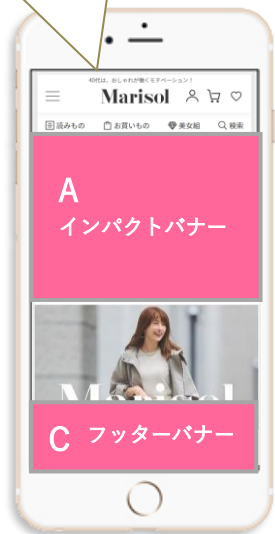 40代は、おしゃれが働くモチベーション！
Marisol
読みもの お買いもの 美女組 検索
A
インパクトバナー
Marisol
C フッターバナー